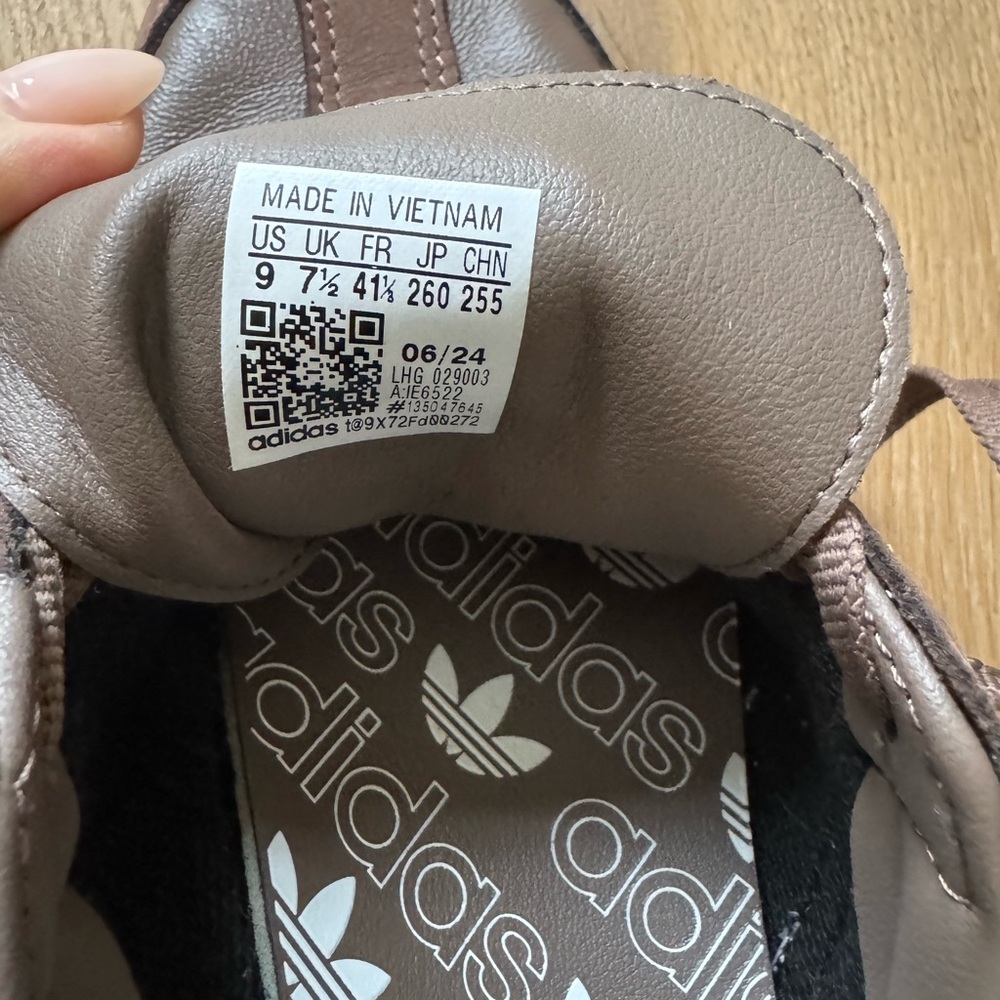 MADE IN VIETNAM
US UK FR JP CHN
9 7½ 41⅓ 260 255
06/24
LHG 029003
A:IE6522
#135047645
adidas t@9X72Fd00272
adidas
adidas
adidas
adi